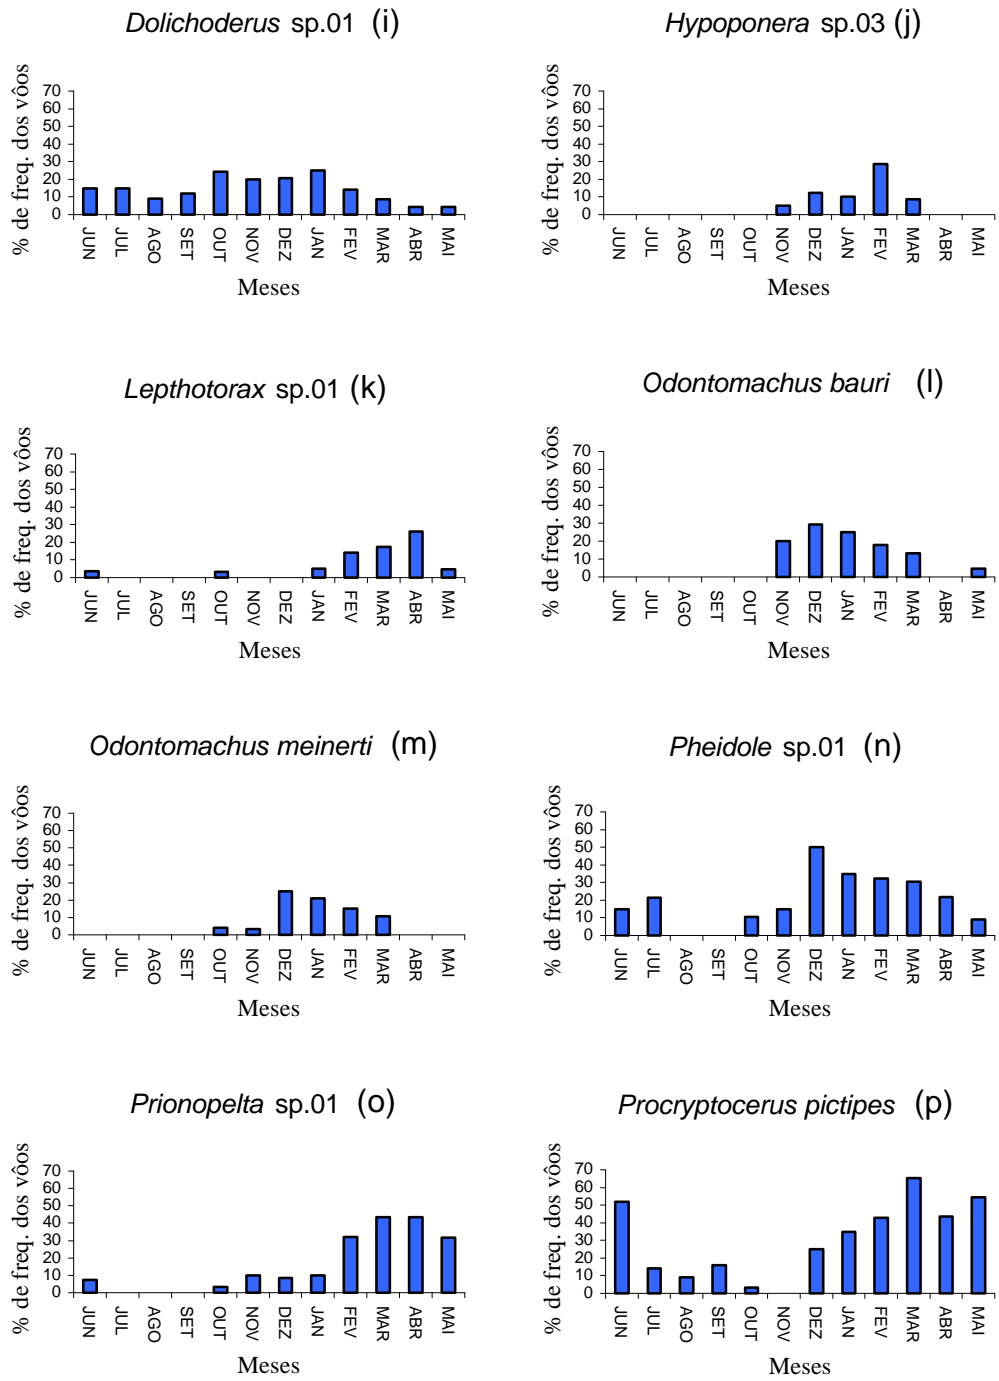 Dolichoderus sp.01 (i)
% de freq. dos vôos
70
60
50
40
30
20
10
0
JUN JUL AGO SET OUT NOV DEZ JAN FEV MAR ABR MAI
Meses
Hypoponera sp.03 (j)
% de freq. dos vôos
70
60
50
40
30
20
10
0
JUN JUL AGO SET OUT NOV DEZ JAN FEV MAR ABR MAI
Meses
Lepthotorax sp.01 (k)
% de freq. dos vôos
70
60
50
40
30
20
10
0
JUN JUL AGO SET OUT NOV DEZ JAN FEV MAR ABR MAI
Meses
Odontomachus bauri (l)
% de freq. dos vôos
70
60
50
40
30
20
10
0
JUN JUL AGO SET OUT NOV DEZ JAN FEV MAR ABR MAI
Meses
Odontomachus meinerti (m)
% de freq. dos vôos
70
60
50
40
30
20
10
0
JUN JUL AGO SET OUT NOV DEZ JAN FEV MAR ABR MAI
Meses
Pheidole sp.01 (n)
% de freq. dos vôos
70
60
50
40
30
20
10
0
JUN JUL AGO SET OUT NOV DEZ JAN FEV MAR ABR MAI
Meses
Prionopelta sp.01 (o)
% de freq. dos vôos
70
60
50
40
30
20
10
0
JUN JUL AGO SET OUT NOV DEZ JAN FEV MAR ABR MAI
Meses
Procryptocerus pictipes (p)
% de freq. dos vôos
70
60
50
40
30
20
10
0
JUN JUL AGO SET OUT NOV DEZ JAN FEV MAR ABR MAI
Meses